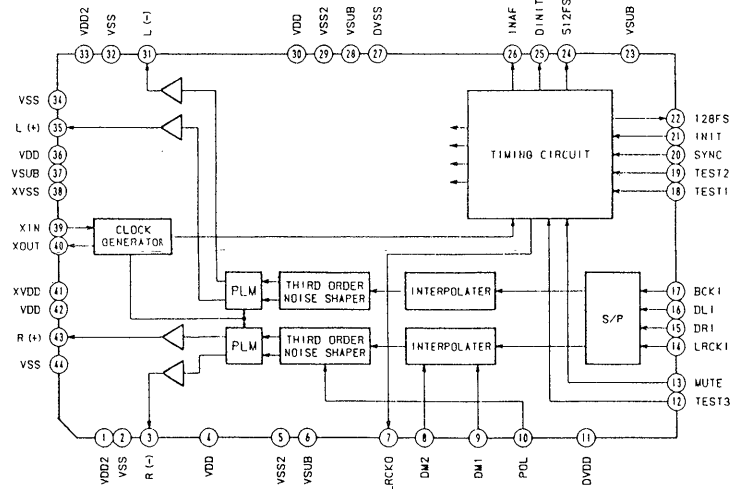 VDD2
VSS
L (-)
VDD
VSS2
VSUB
DVSS
INAF
DINIT
512FS
VSUB
33
32
31
30
29
28
27
26
25
24
23
VSS
34
L (+)
35
VDD
36
VSUB
37
XVSS
38
XIN
39
XOUT
40
XVDD
41
VDD
42
R (+)
43
VSS
44
CLOCK
GENERATOR
TIMING CIRCUIT
22
128FS
21
INIT
20
SYNC
19
TEST2
18
TEST1
PLM
THIRD ORDER
NOISE SHAPER
INTERPOLATER
S/P
PLM
THIRD ORDER
NOISE SHAPER
INTERPOLATER
17
BCKI
16
DLI
15
DRI
14
LRCKI
13
MUTE
12
TEST3
1
2
3
4
5
6
7
8
9
10
11
VDD2
VSS
R (-)
VDD
VSS2
VSUB
LRCKO
DM2
DM1
POL
DVDD